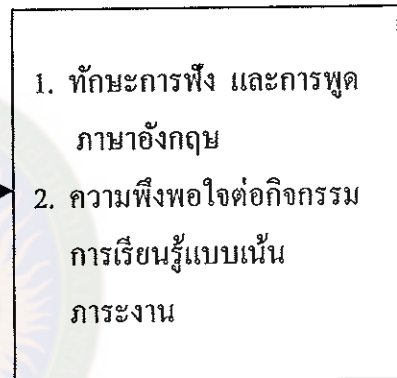 1. ทักษะการฟัง และการพูด
ภาษาอังกฤษ
2. ความพึงพอใจต่อกิจกรรม
การเรียนรู้แบบเน้น
ภาระงาน